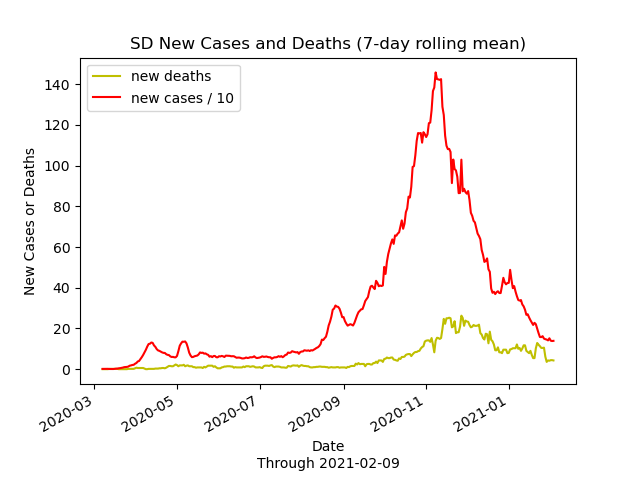 SD New Cases and Deaths (7-day rolling mean)
new deaths
new cases / 10
New Cases or Deaths
140
120
100
80
60
40
20
0
2020-03
2020-05
2020-07
2020-09
2020-11
2021-01
Date
Through 2021-02-09